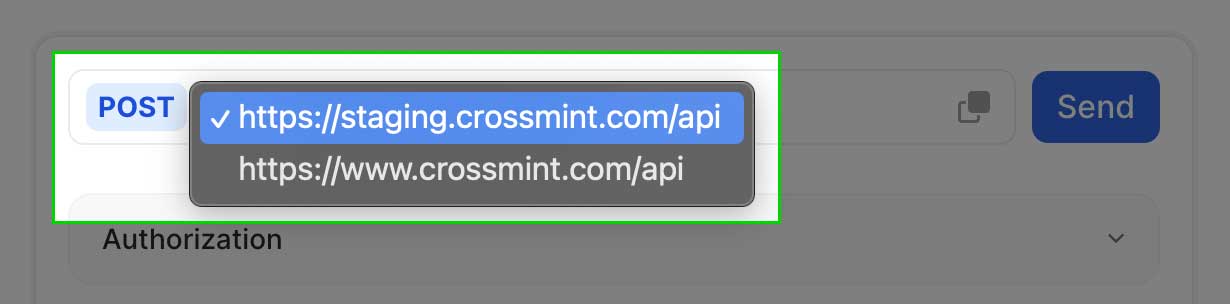 POST
✓ https://staging.crossmint.com/api
https://www.crossmint.com/api
Send
Authorization